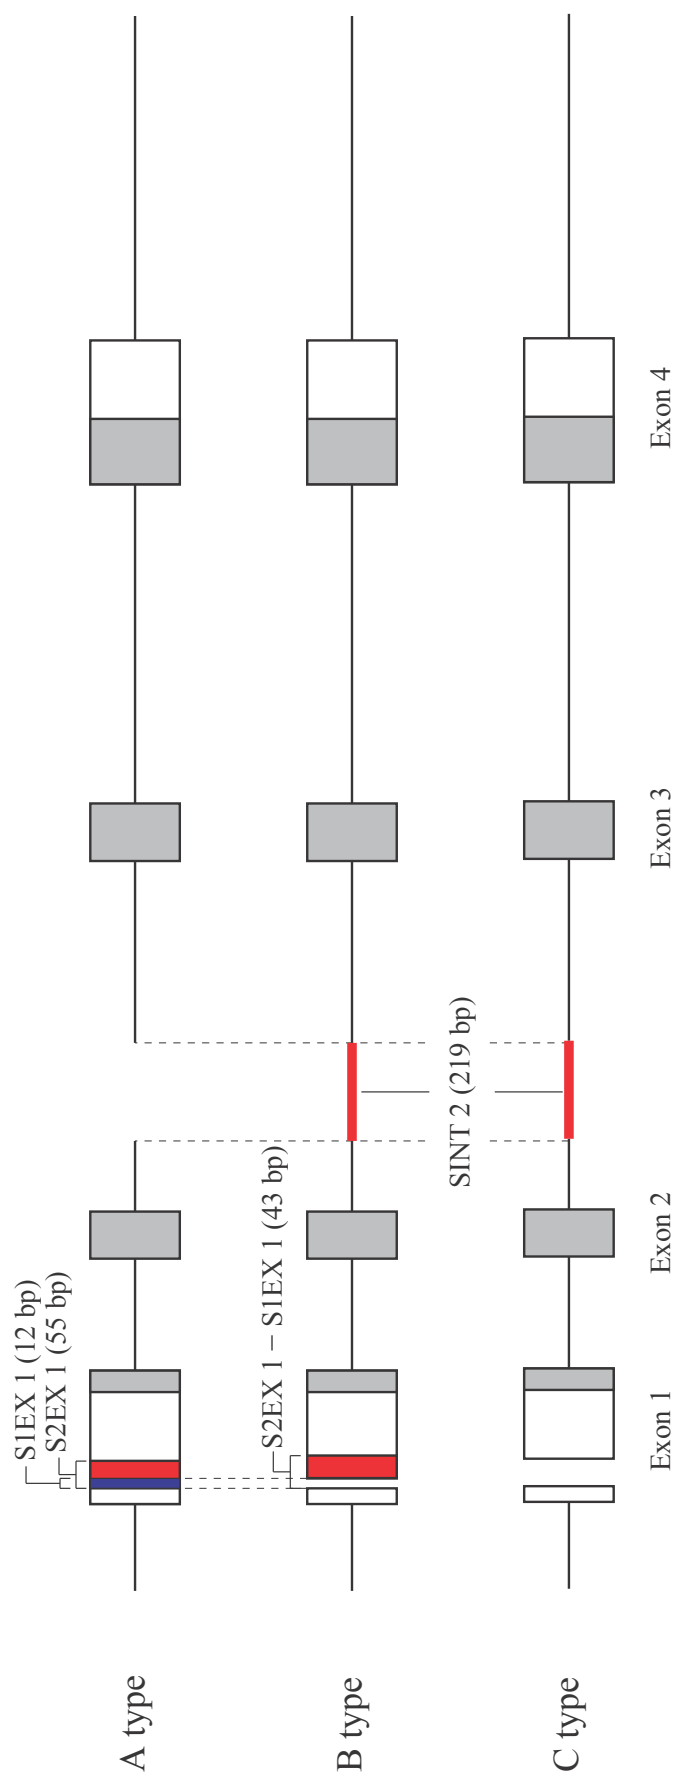 S1EX 1 (12 bp)
S2EX 1 (55 bp)
A type
S2EX 1 – S1EX 1 (43 bp)
B type
SINT 2 (219 bp)
C type
Exon 1
Exon 2
Exon 3
Exon 4